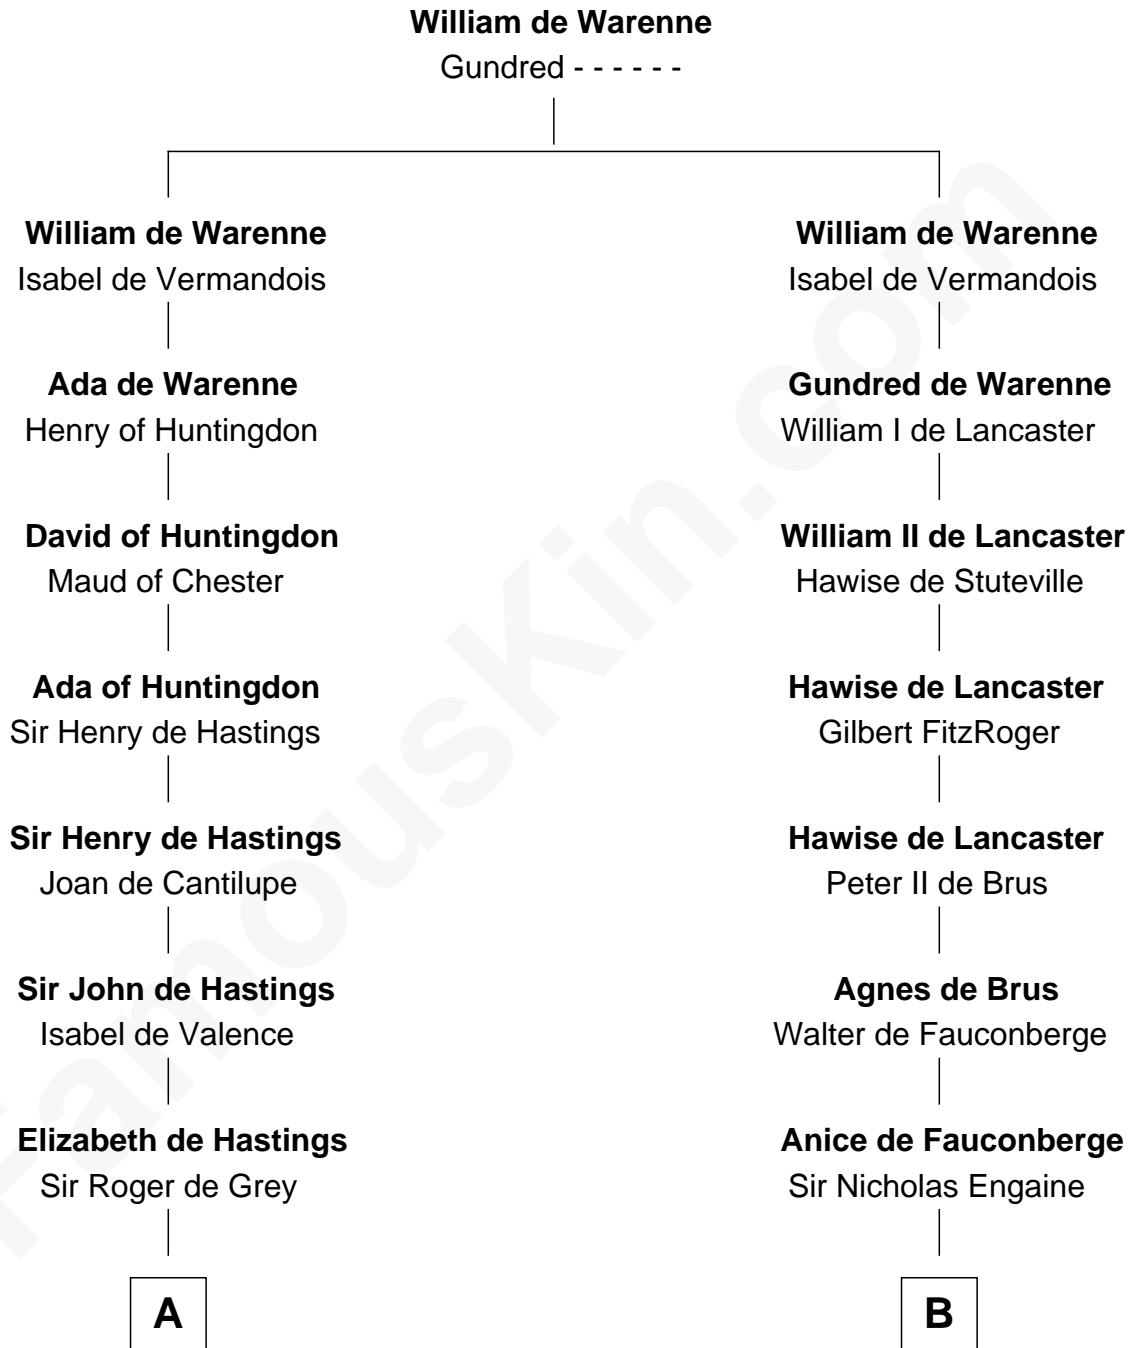 William de Warenne
Gundred - - - - - -
William de Warenne
Isabel de Vermandois
William de Warenne
Isabel de Vermandois
Ada de Warenne
Henry of Huntingdon
Gundred de Warenne
William I de Lancaster
David of Huntingdon
Maud of Chester
William II de Lancaster
Hawise de Stuteville
Ada of Huntingdon
Sir Henry de Hastings
Hawise de Lancaster
Gilbert FitzRoger
Sir Henry de Hastings
Joan de Cantilupe
Hawise de Lancaster
Peter II de Brus
Sir John de Hastings
Isabel de Valence
Agnes de Brus
Walter de Fauconberge
Elizabeth de Hastings
Sir Roger de Grey
Anice de Fauconberge
Sir Nicholas Engaine
A
B
FamousKin.com